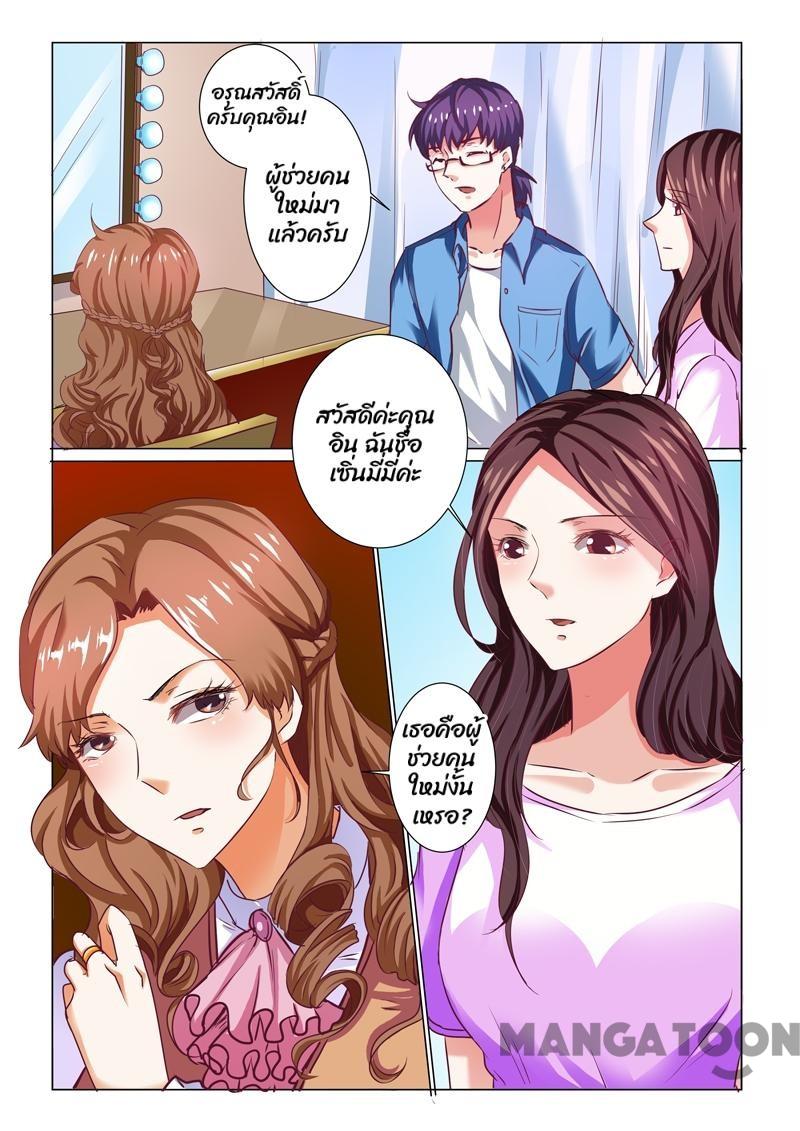 อรุณสวัสดิ์
ครับคุณอิน!
ผู้ช่วยคน
ใหม่มา
แล้วครับ
สวัสดีค่ะคุณ
อิน ฉันชื่อ
เซิ่นมี่มี่ค่ะ
เธอคือผู้
ช่วยคน
ใหม่งั้น
เหรอ?
MANGATOON